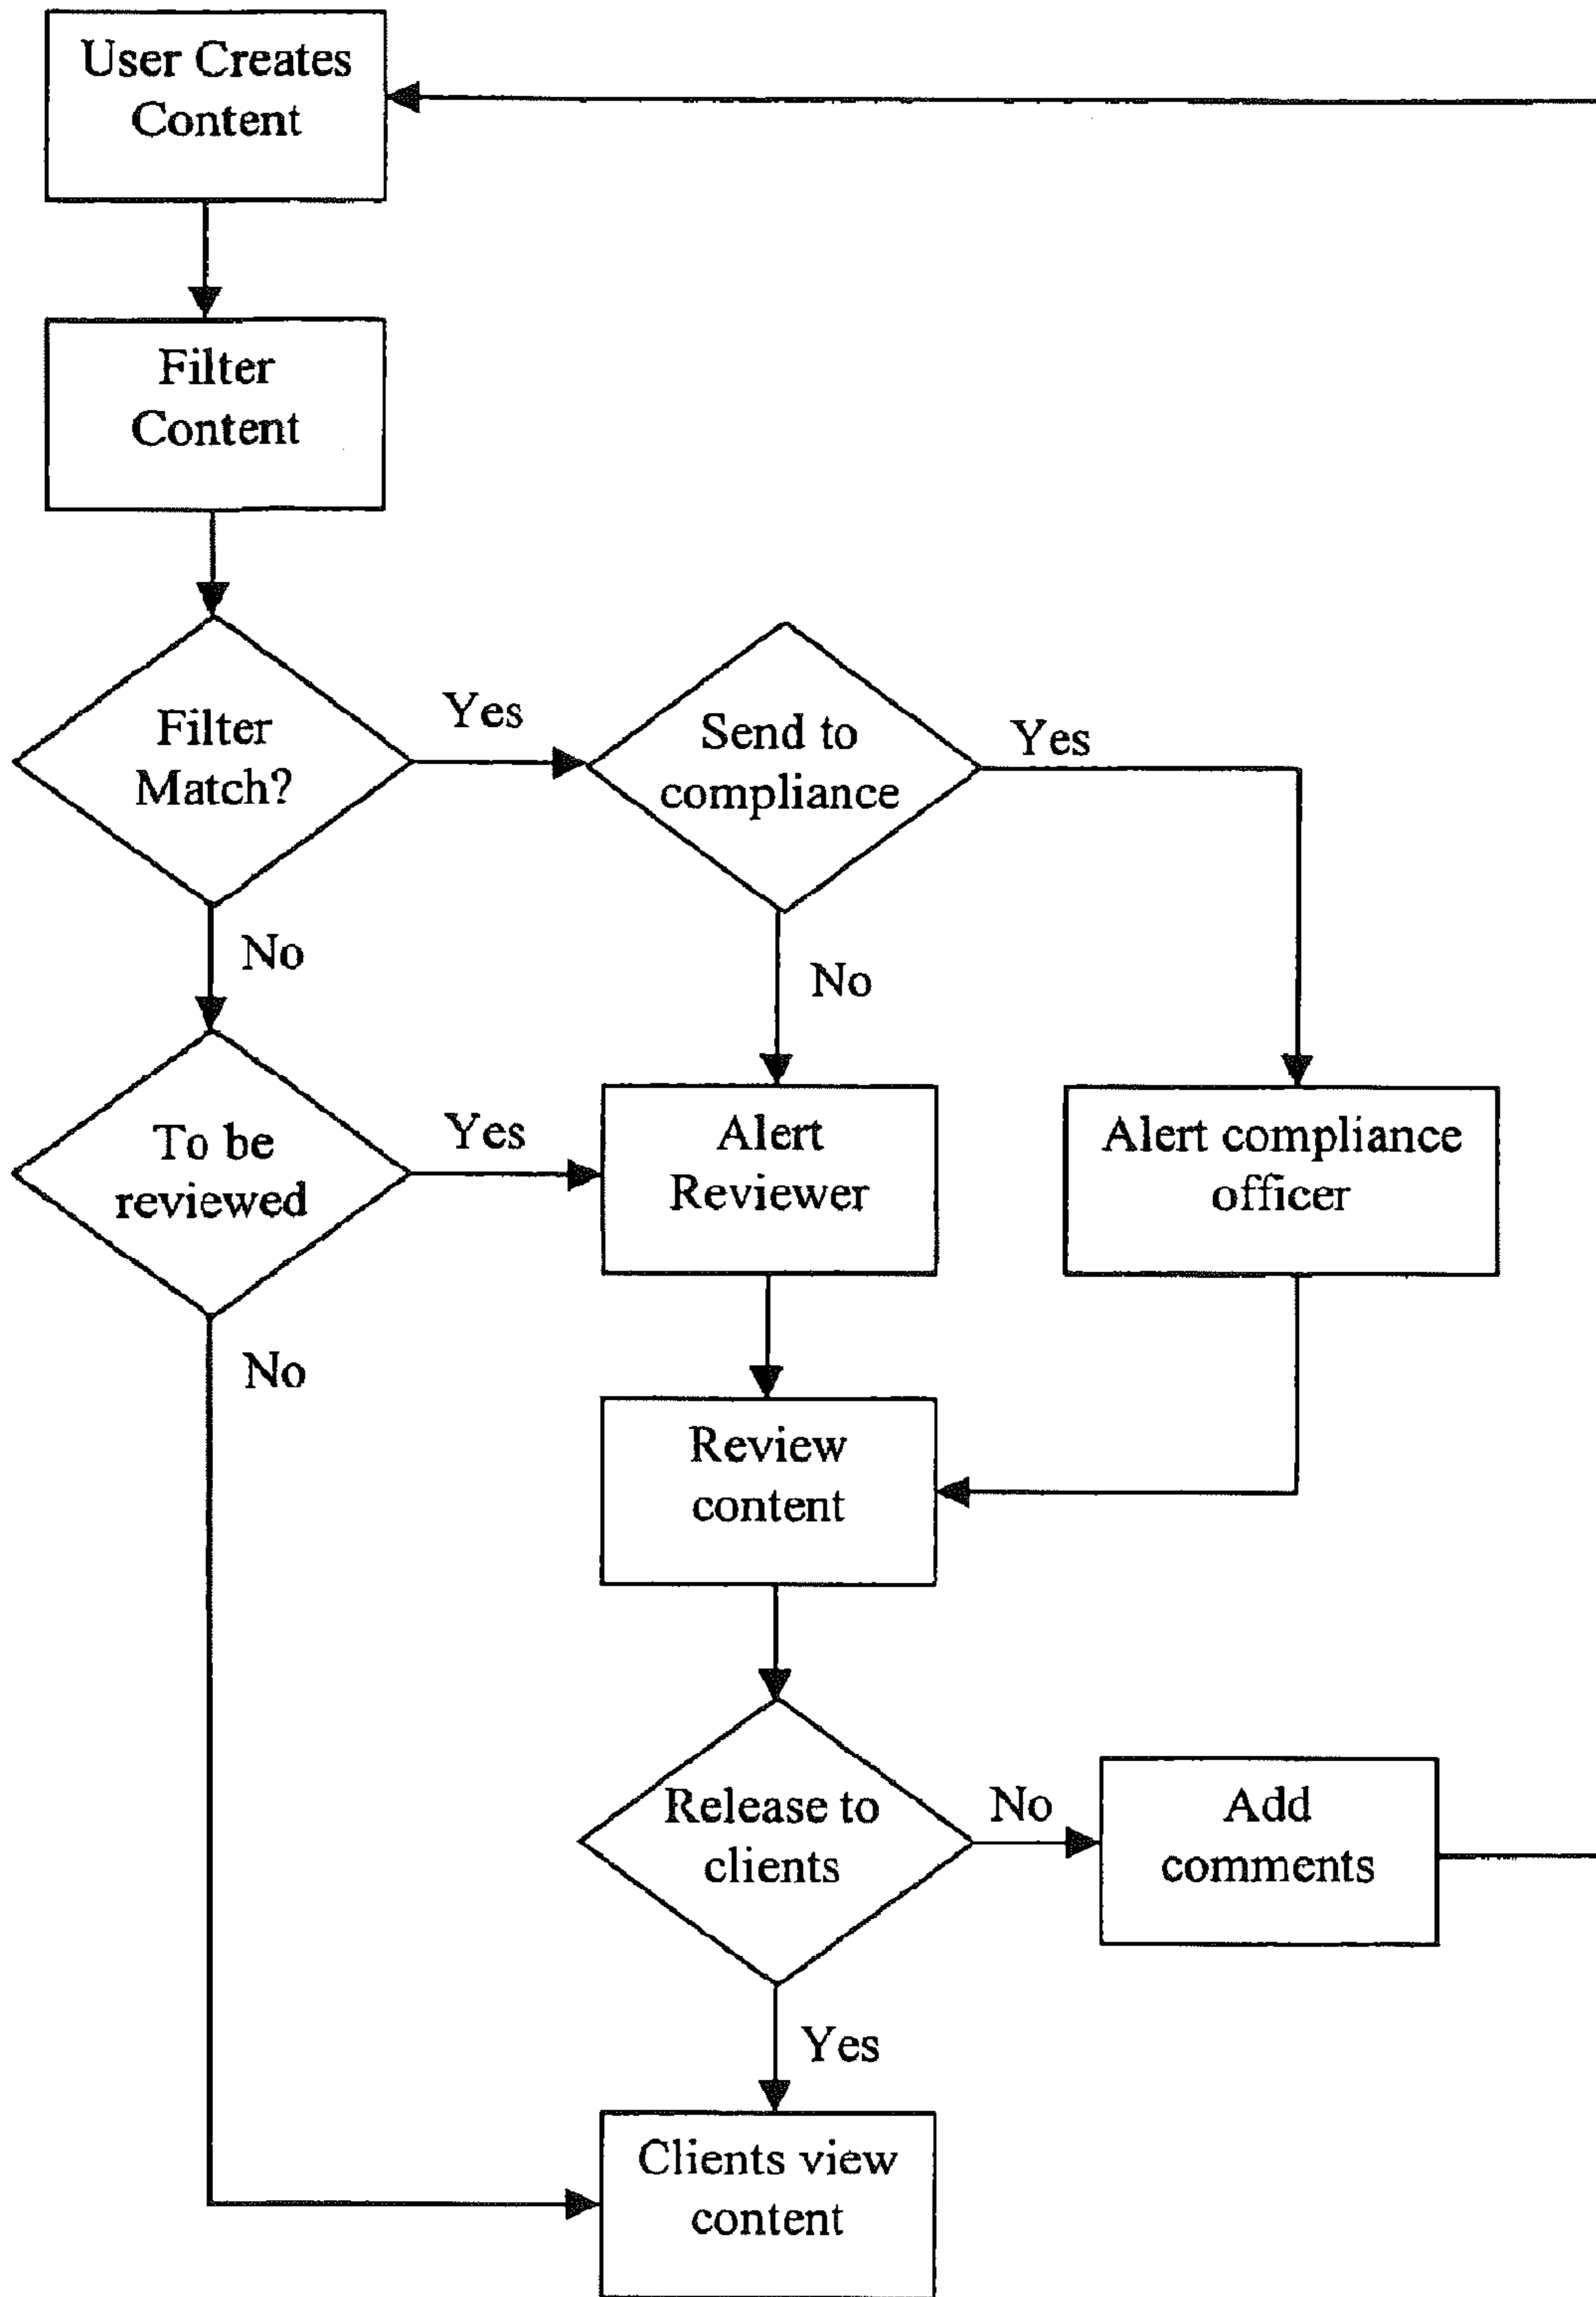 User Creates
Content
Filter
Content
Filter
Match?
Yes
Send to
compliance
Yes
No
No
To be
reviewed
Yes
Alert
Reviewer
Alert compliance
officer
No
Review
content
Release to
clients
No
Add
comments
Yes
Clients view
content